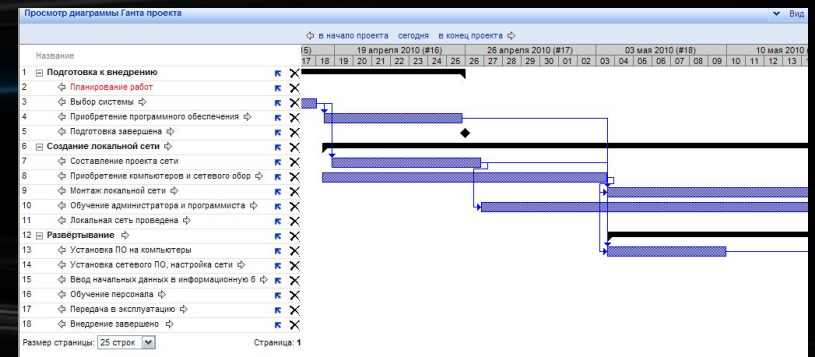 Просмотр диаграммы Ганта проекта Вид
в начало проекта сегодня в конец проекта
Название 5) 19 апреля 2010 (#16) 26 апреля 2010 (#17) 03 мая 2010 (#18) 10 мая 2010
17 18 19 20 21 22 23 24 25 26 27 28 29 30 01 02 03 04 05 06 07 08 09 10 11 12 13
1 Подготовка к внедрению
2 Планирование работ
3 Выбор системы
4 Приобретение программного обеспечения
5 Подготовка завершена
6 Создание локальной сети
7 Составление проекта сети
8 Приобретение компьютеров и сетевого обор
9 Монтаж локальной сети
10 Обучение администратора и программиста
11 Локальная сеть проведена
12 Развёртывание
13 Установка ПО на компьютеры
14 Установка сетевого ПО, настройка сети
15 Ввод начальных данных в информационную б
16 Обучение персонала
17 Передача в эксплуатацию
18 Внедрение завершено
Размер страницы: 25 строк Страница: 1